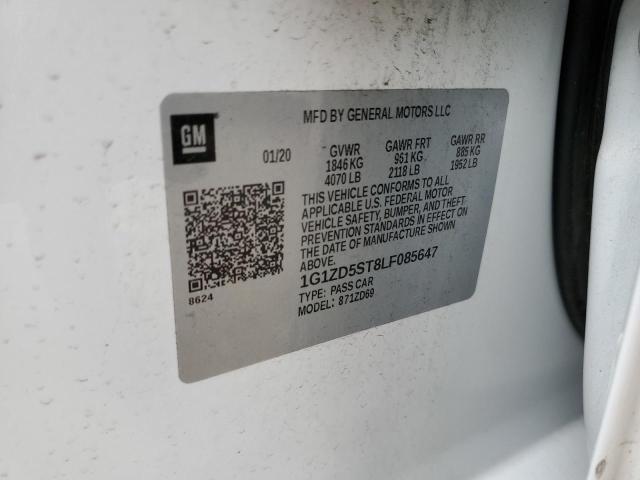 GM
MFD BY GENERAL MOTORS LLC
01/20
GVWR GAWR FRT GAWR RR
1846 KG 961 KG 885 KG
4070 LB 2118 LB 1952 LB
THIS VEHICLE CONFORMS TO ALL
APPLICABLE U.S. FEDERAL MOTOR
VEHICLE SAFETY, BUMPER, AND THEFT
PREVENTION STANDARDS IN EFFECT ON
THE DATE OF MANUFACTURE SHOWN ABOVE.
1G1ZD5ST8LF085647
TYPE: PASS CAR
MODEL: 871ZD69
8624